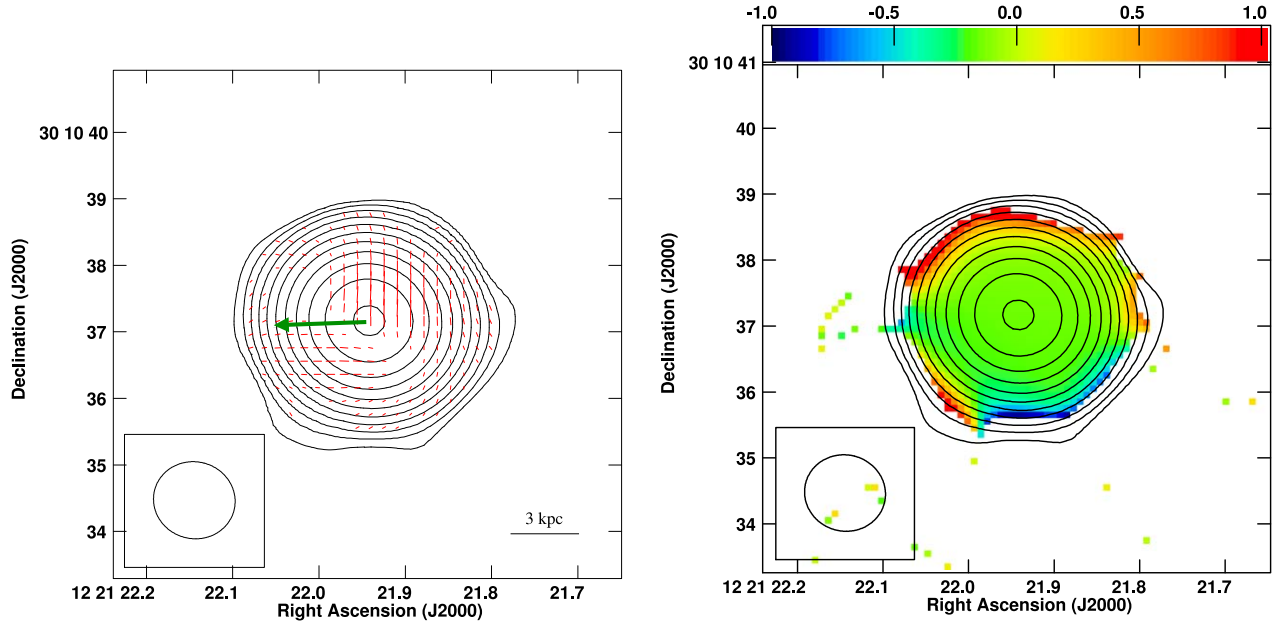 -1.0 -0.5 0.0 0.5 1.0
30 10 40
39
38
37
36
35
34
Declination (J2000)
3 kpc
12 21 22.2 22.1 22.0 21.9 21.8 21.7
Right Ascension (J2000)
30 10 41
40
39
38
37
36
35
34
Declination (J2000)
12 21 22.2 22.1 22.0 21.9 21.8 21.7
Right Ascension (J2000)